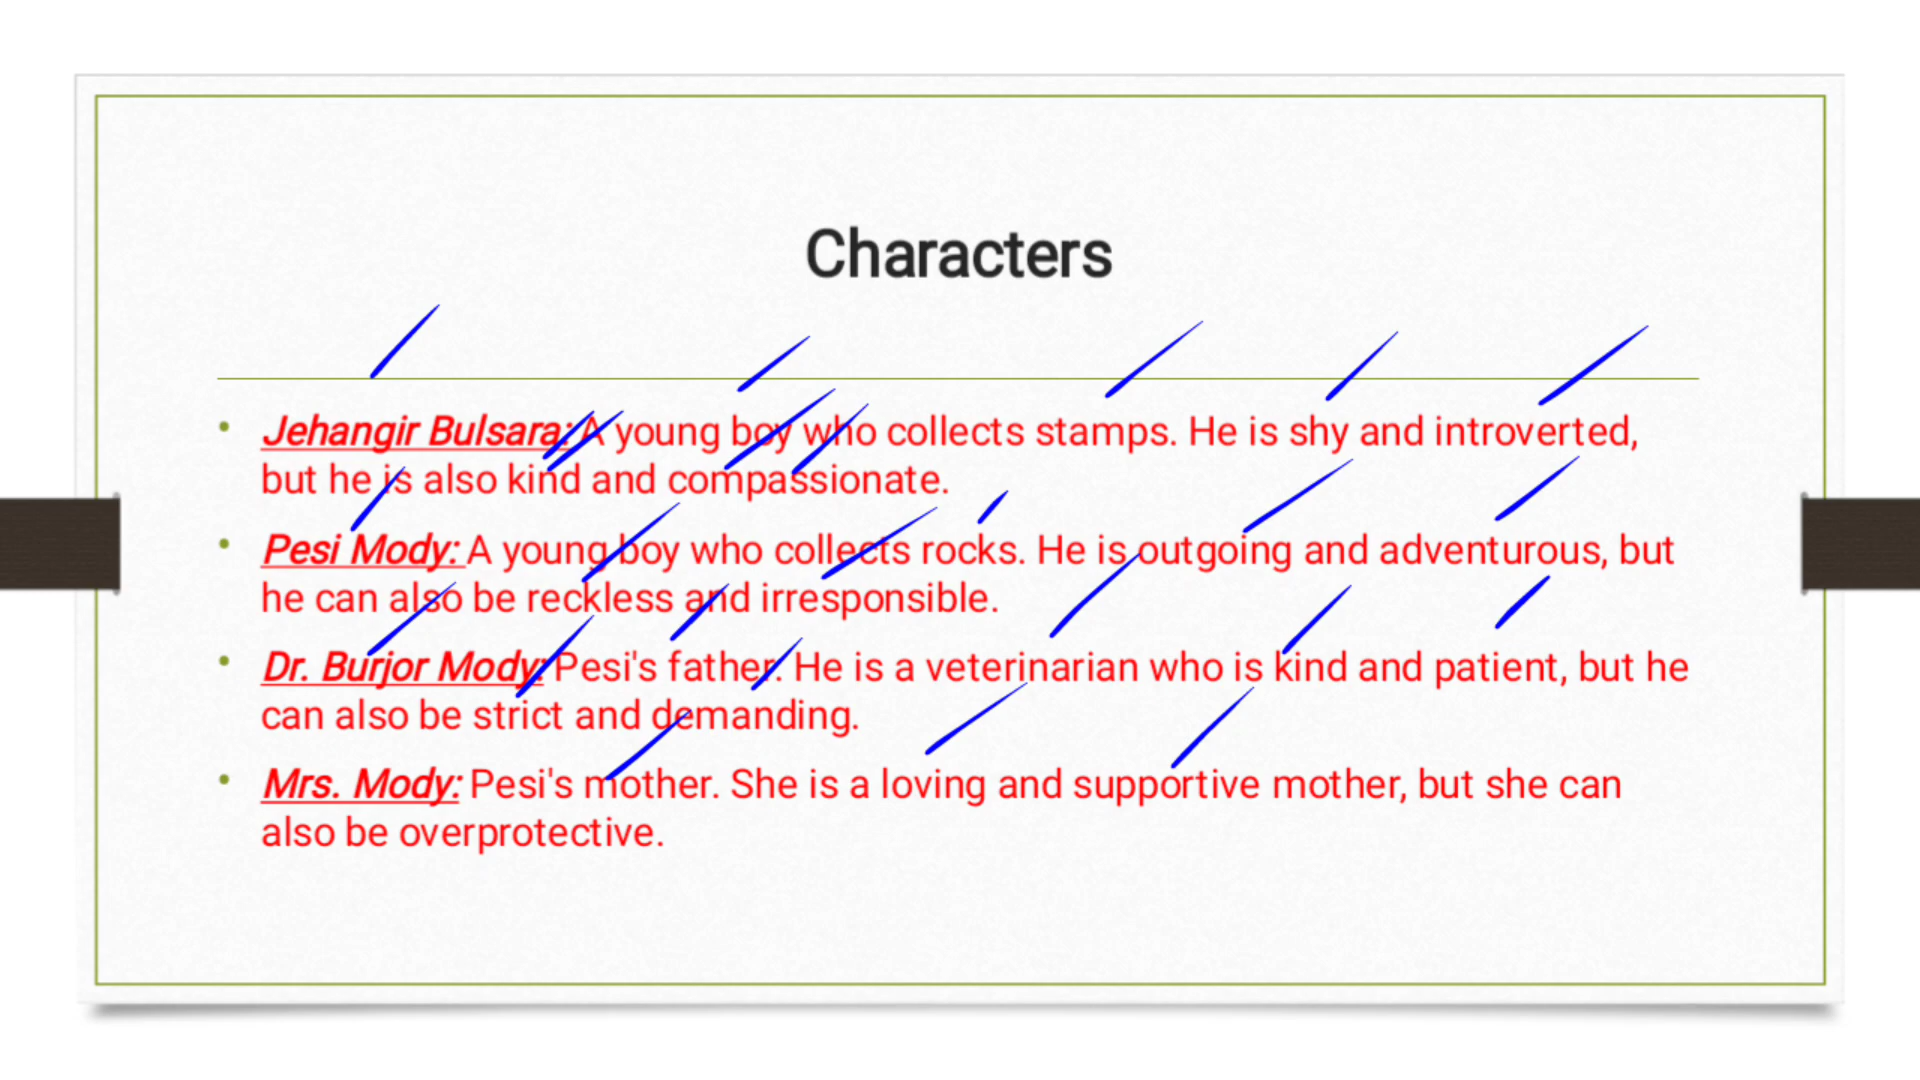 Characters
• Jehangir Bulsara: A young boy who collects stamps. He is shy and introverted,
but he is also kind and compassionate.
• Pesi Mody: A young boy who collects rocks. He is outgoing and adventurous, but
he can also be reckless and irresponsible.
• Dr. Burjor Mody: Pesi's father. He is a veterinarian who is kind and patient, but he
can also be strict and demanding.
• Mrs. Mody: Pesi's mother. She is a loving and supportive mother, but she can
also be overprotective.